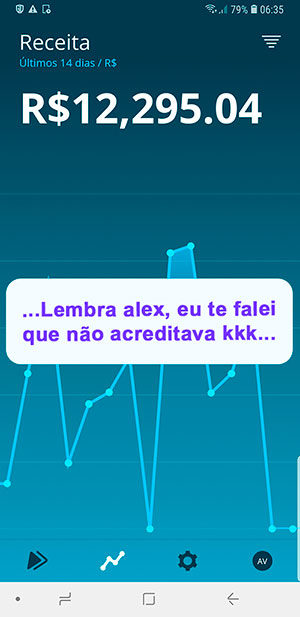 79% 06:35
Receita
Últimos 14 dias / R$
R$12,295.04
...Lembra alex, eu te falei
que não acreditava kkk...
AV